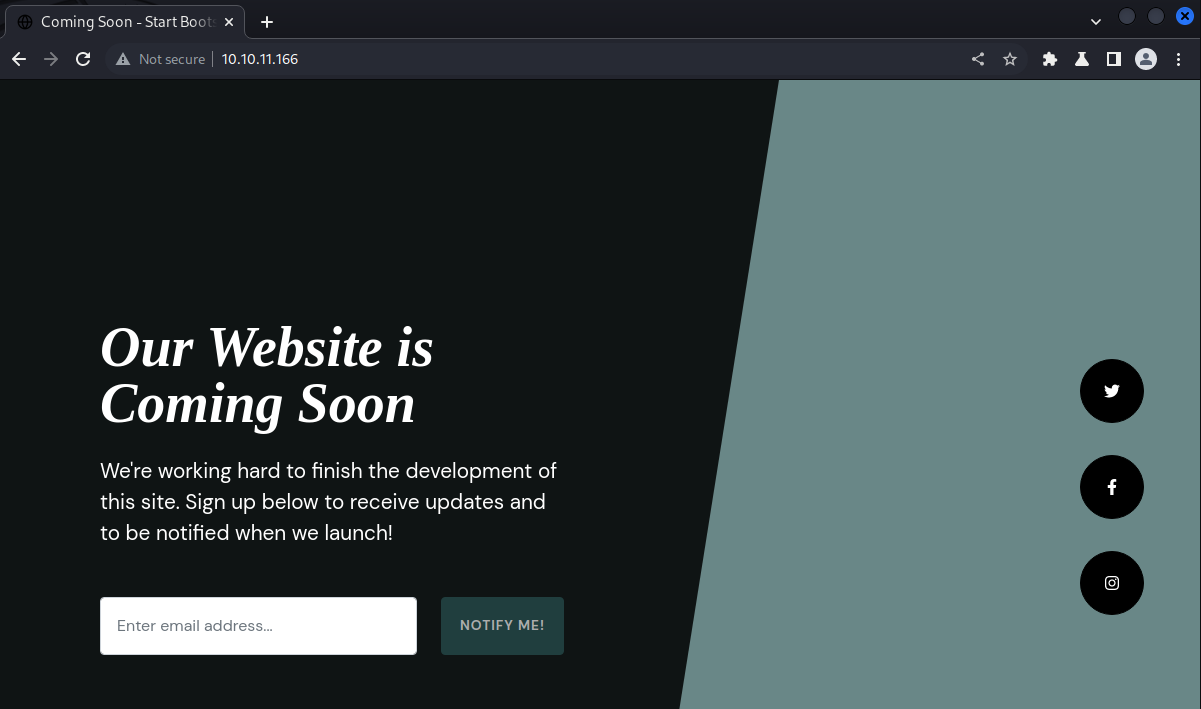 Coming Soon - Start Boots
Not secure | 10.10.11.166
Our Website is
Coming Soon
We're working hard to finish the development of
this site. Sign up below to receive updates and
to be notified when we launch!
Enter email address...
NOTIFY ME!